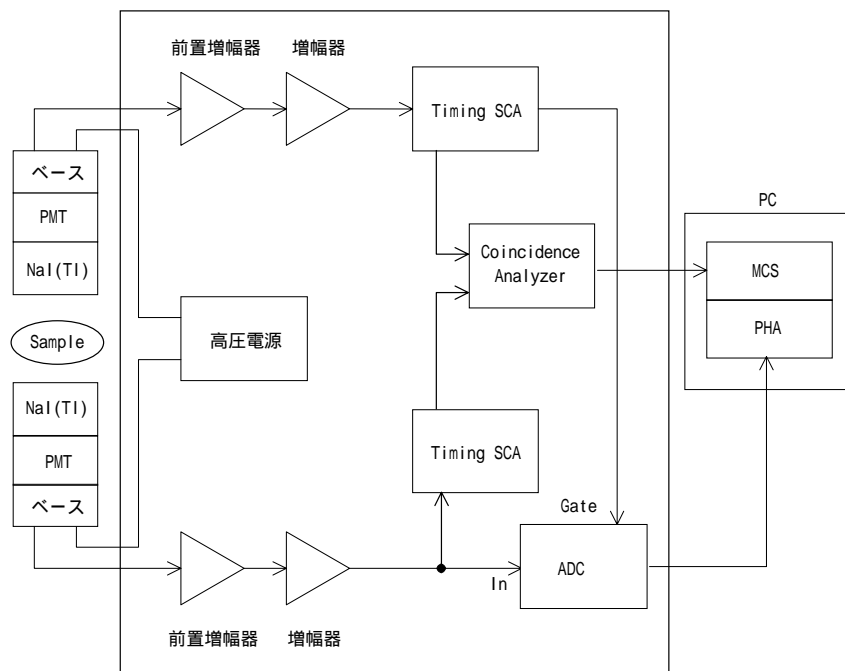 前置増幅器
増幅器
Timing SCA
ベース
PMT
NaI(Tl)
PC
Coincidence
Analyzer
MCS
PHA
高圧電源
Sample
NaI(Tl)
PMT
ベース
Timing SCA
Gate
ADC
In
前置増幅器
増幅器